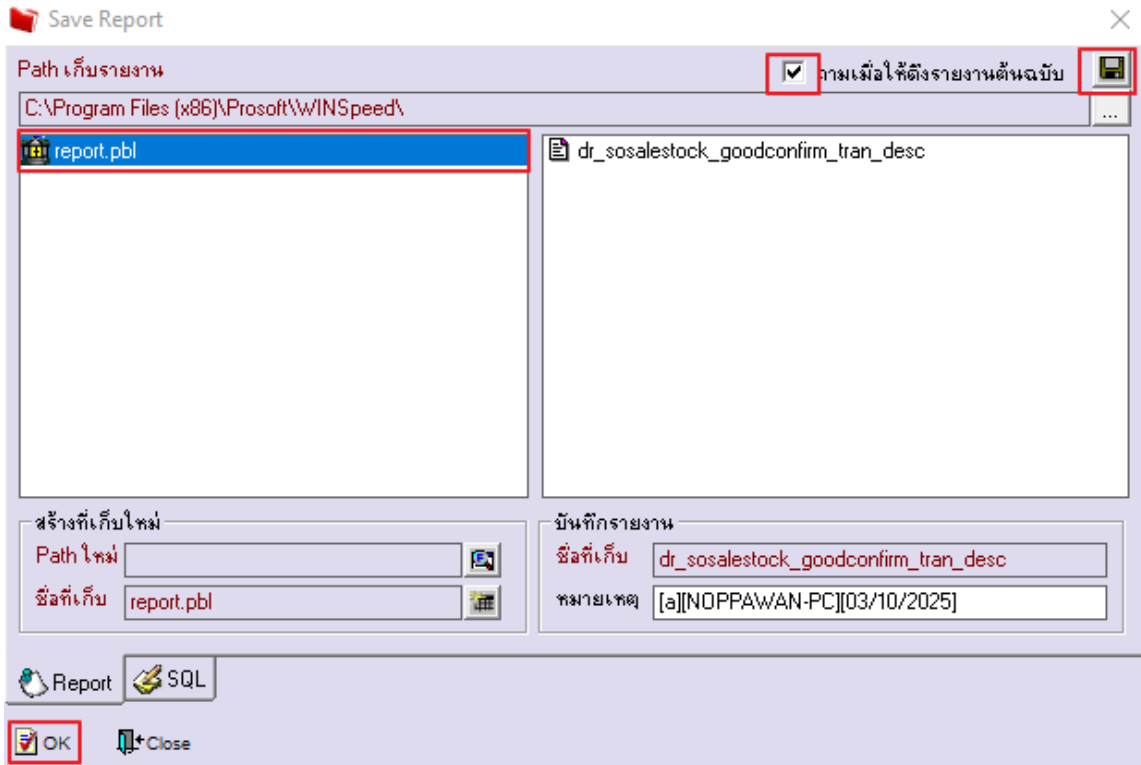 Save Report
Path เก็บรายงาน
ถามเมื่อให้ดึงรายงานต้นฉบับ
C:\Program Files (x86)\Prosoft\WINSpeed\
...
report.pbl
dr_sosalestock_goodconfirm_tran_desc
สร้างที่เก็บใหม่
Path ใหม่
ชื่อที่เก็บ report.pbl
บันทึกรายงาน
ชื่อที่เก็บ dr_sosalestock_goodconfirm_tran_desc
หมายเหตุ [a][NOPPAWAN-PC][03/10/2025]
Report SQL
OK Close